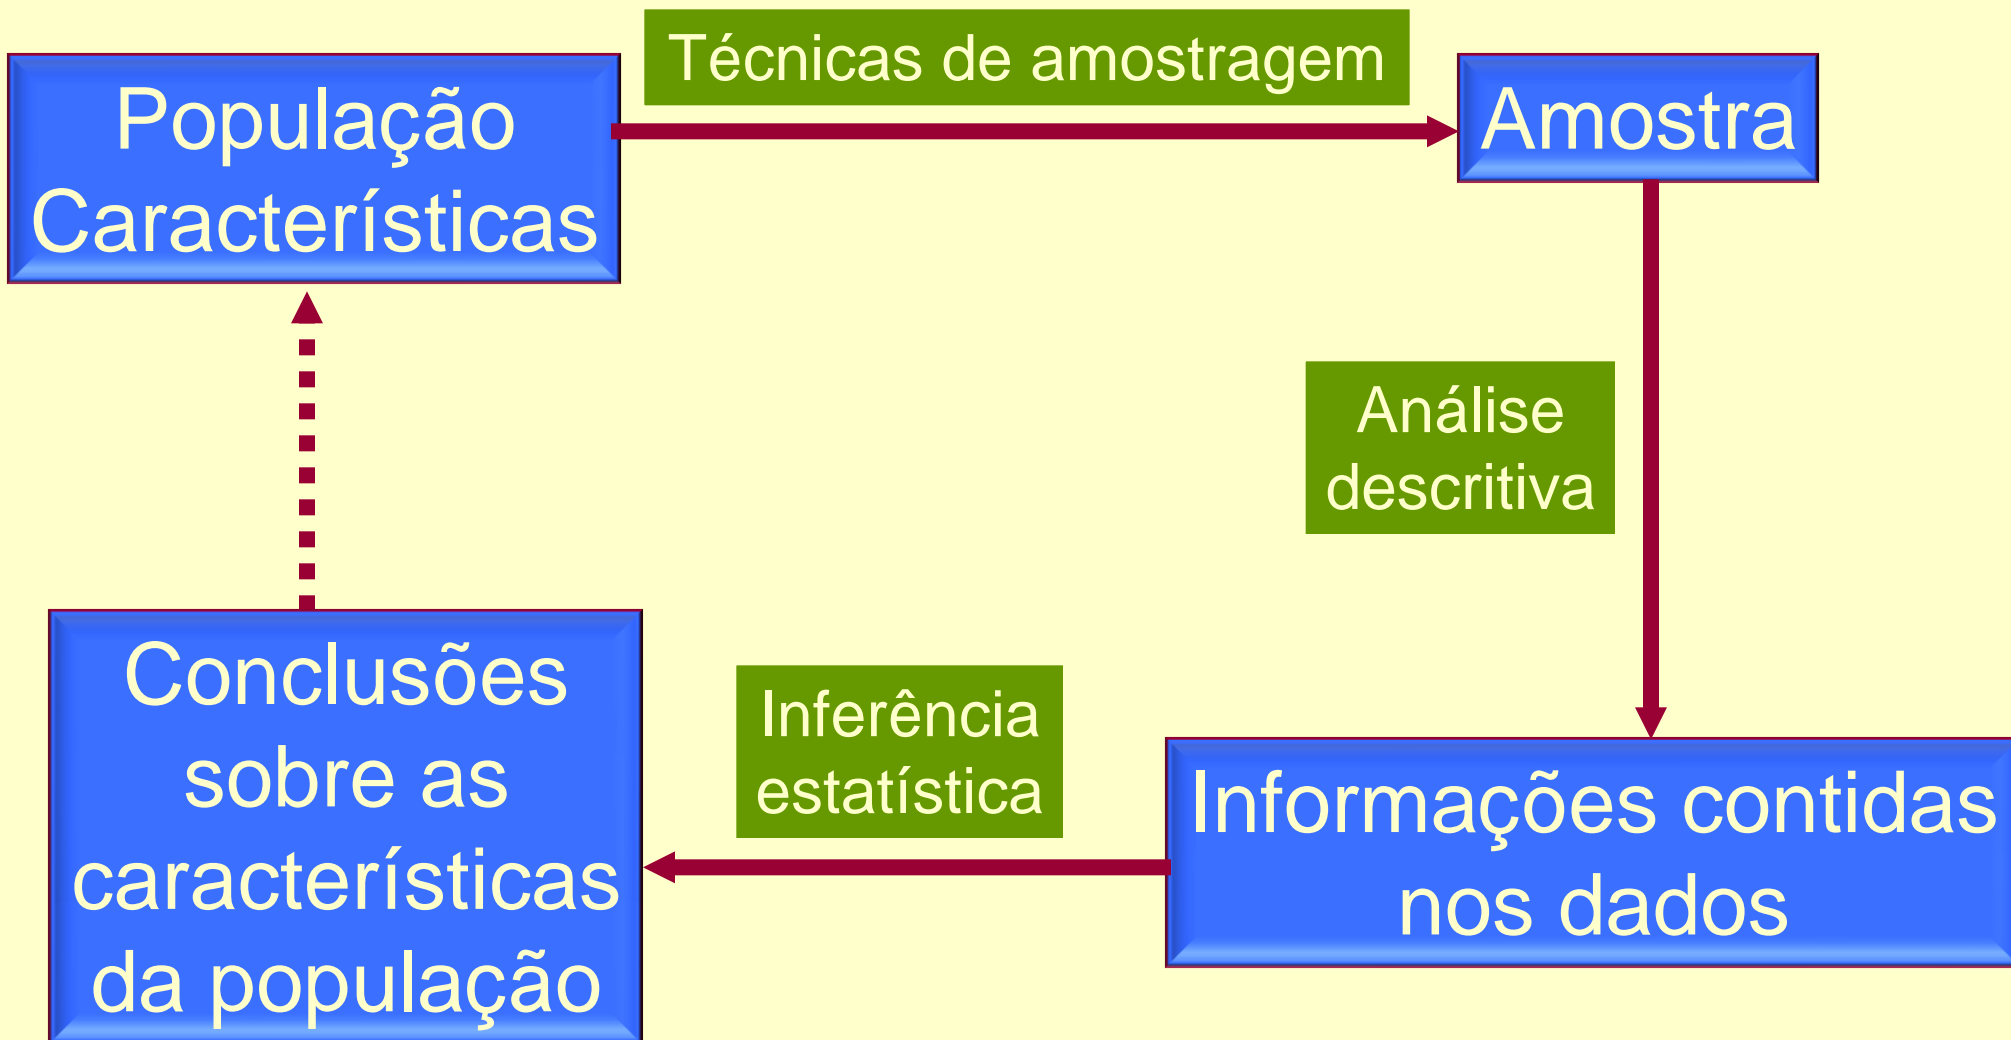 População
Características
Técnicas de amostragem
Amostra
Análise
descritiva
Informações contidas
nos dados
Inferência
estatística
Conclusões
sobre as
características
da população